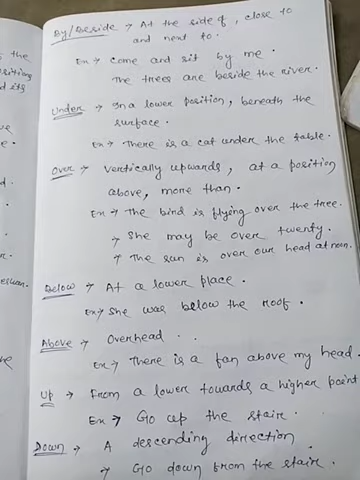 By/Beside → At the side of, close to
and next to.
Ex → Come and sit by me.
The trees are beside the river.
Under → In a lower position, beneath the
surface.
Ex → There is a cat under the table.
Over → Vertically upwards, at a position
above, more than.
Ex → The bird is flying over the tree.
→ She may be over twenty.
→ The sun is over our head at noon.
Below → At a lower place.
Ex → She was below the roof.
Above → Overhead.
Ex → There is a fan above my head.
Up → From a lower towards a higher point
Ex → Go up the stair.
Down → A descending direction
→ Go down from the stair.